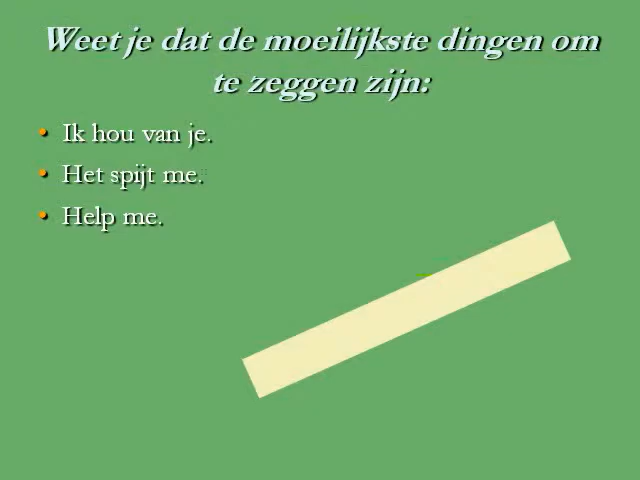 Weet je dat de moeilijkste dingen om
te zeggen zijn:
• Ik hou van je.
• Het spijt me.
• Help me.